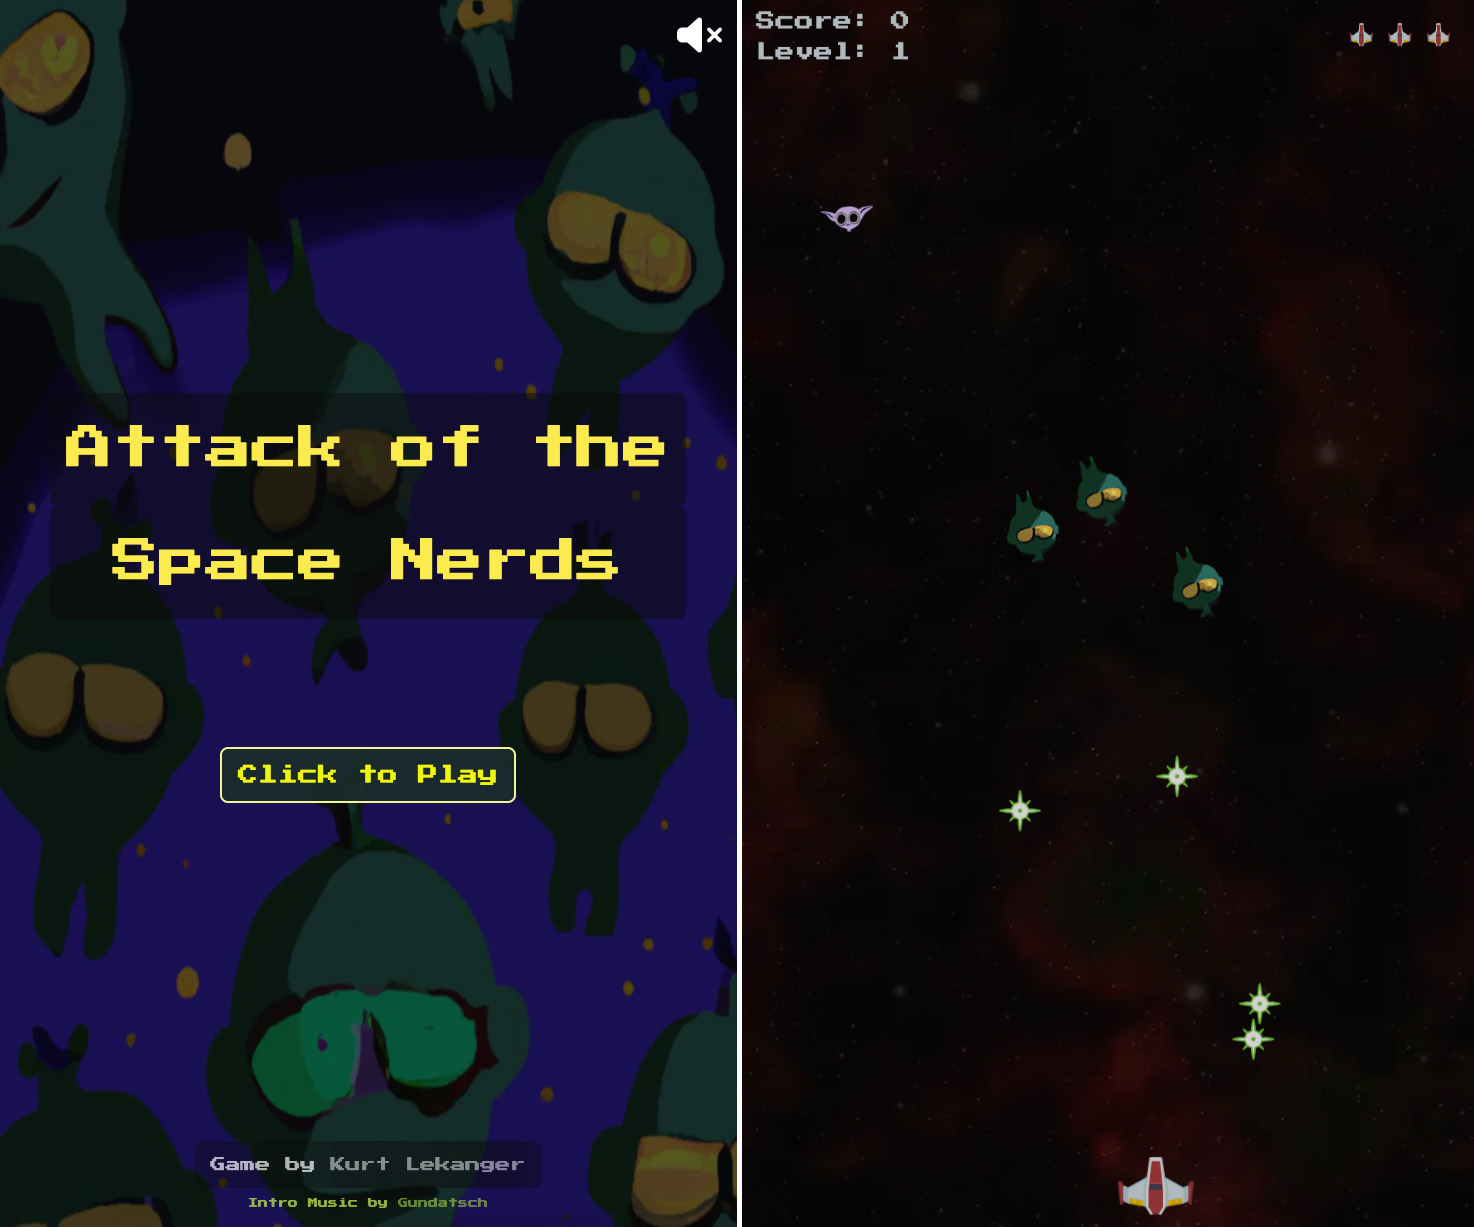 Attack of the
Space Nerds
Click to Play
Game by Kurt Lekanger
Intro Music by Gundatsch
Score: 0
Level: 1